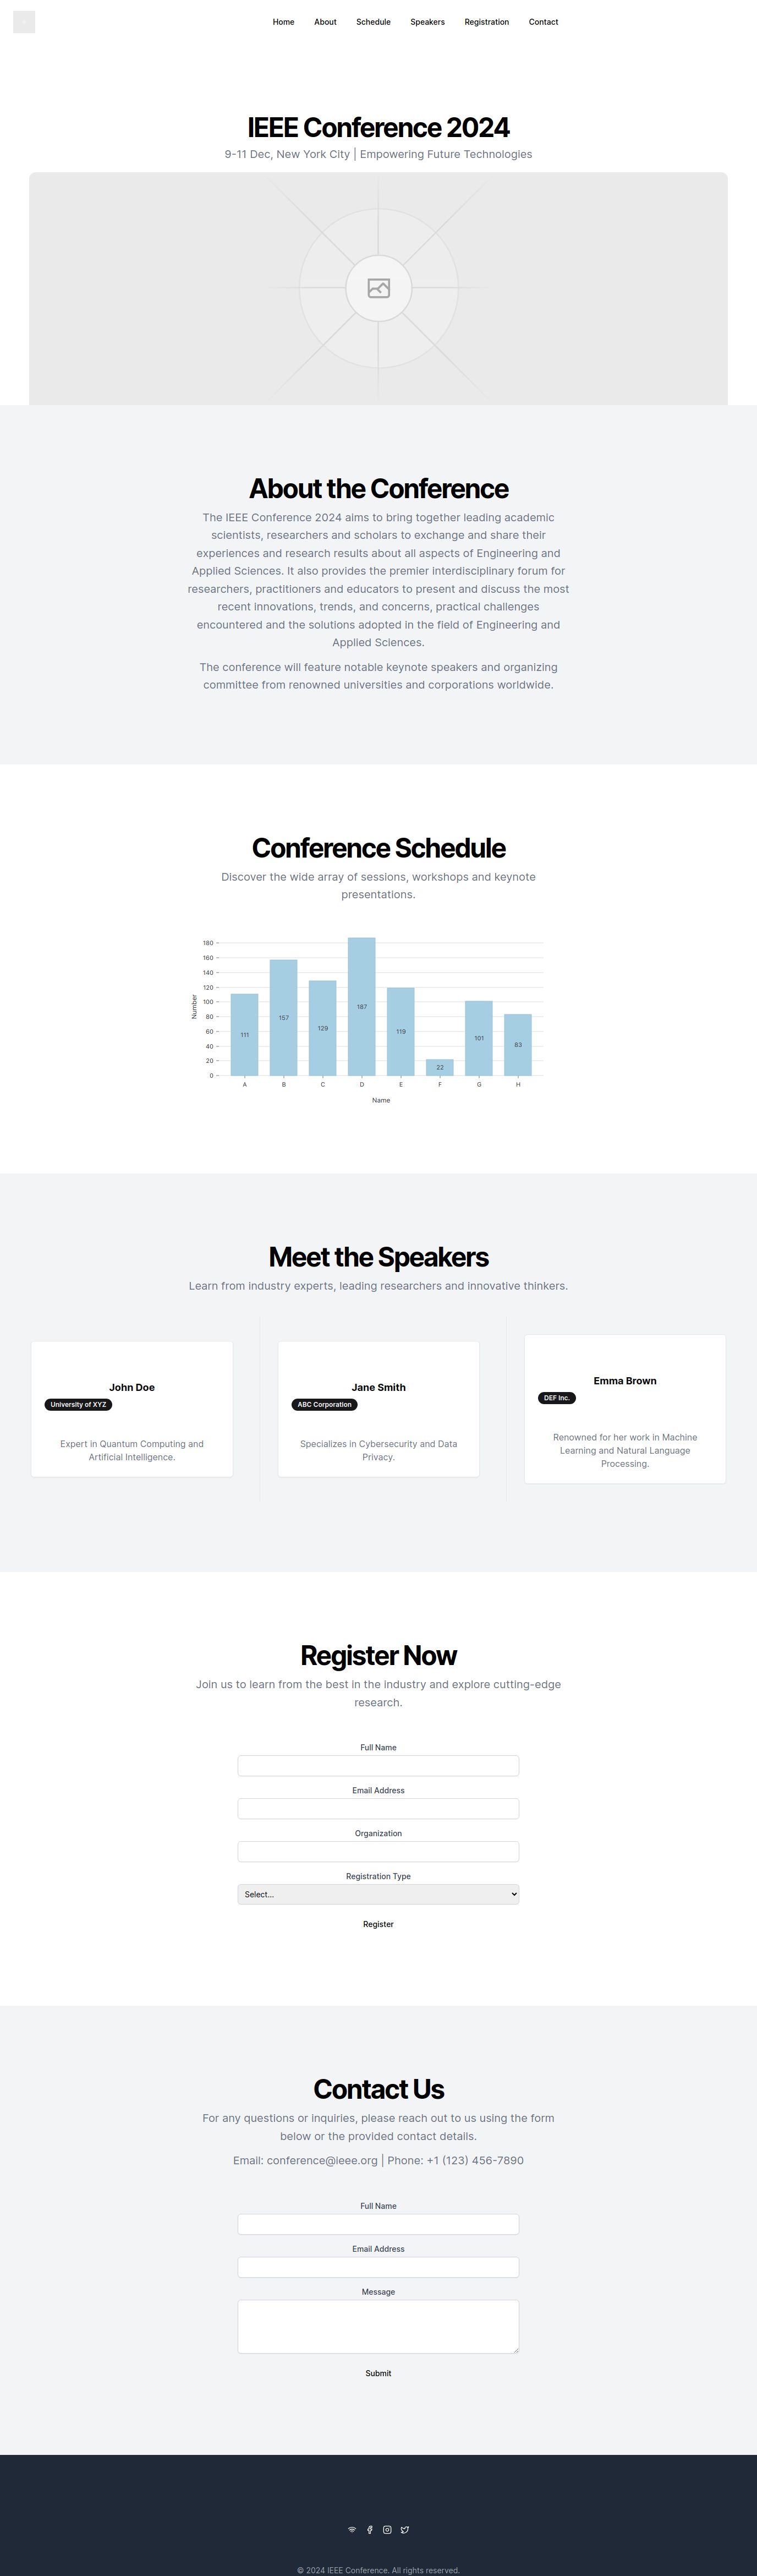 Home About Schedule Speakers Registration Contact
IEEE Conference 2024
9-11 Dec, New York City | Empowering Future Technologies
About the Conference
The IEEE Conference 2024 aims to bring together leading academic
scientists, researchers and scholars to exchange and share their
experiences and research results about all aspects of Engineering and
Applied Sciences. It also provides the premier interdisciplinary forum for
researchers, practitioners and educators to present and discuss the most
recent innovations, trends, and concerns, practical challenges
encountered and the solutions adopted in the field of Engineering and
Applied Sciences.
The conference will feature notable keynote speakers and organizing
committee from renowned universities and corporations worldwide.
Conference Schedule
Discover the wide array of sessions, workshops and keynote
presentations.
180
160
140
120
100
80
60
40
20
0
Number
111
157
129
187
119
22
101
83
A B C D E F G H
Name
Meet the Speakers
Learn from industry experts, leading researchers and innovative thinkers.
John Doe
University of XYZ
Expert in Quantum Computing and
Artificial Intelligence.
Jane Smith
ABC Corporation
Specializes in Cybersecurity and Data
Privacy.
Emma Brown
DEF Inc.
Renowned for her work in Machine
Learning and Natural Language
Processing.
Register Now
Join us to learn from the best in the industry and explore cutting-edge
research.
Full Name
Email Address
Organization
Registration Type
Select...
Register
Contact Us
For any questions or inquiries, please reach out to us using the form
below or the provided contact details.
Email: conference@ieee.org | Phone: +1 (123) 456-7890
Full Name
Email Address
Message
Submit
© 2024 IEEE Conference. All rights reserved.